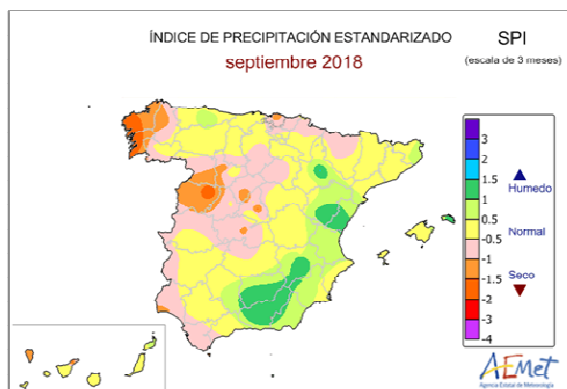 ÍNDICE DE PRECIPITACIÓN ESTANDARIZADO
septiembre 2018
SPI
(escala de 3 meses)
3
2
1.5
1
0.5
-0.5
-1
-1.5
-2
-3
-4
Humedo
Normal
Seco
AEMet
Agencia Estatal de Meteorología